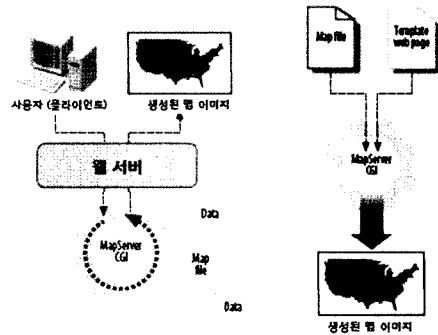 사용자 (클라이언트)
생성된 맵 이미지
웹 서버
MapServer
CGI
Data
Map
file
Data
Map file
Template
web page
MapServer
CGI
생성된 맵 이미지